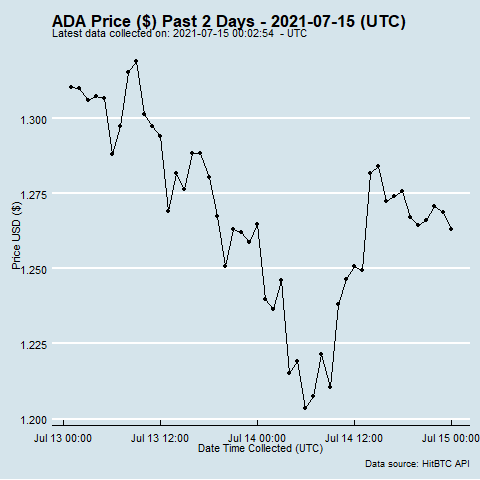 ADA Price ($) Past 2 Days - 2021-07-15 (UTC)
Latest data collected on: 2021-07-15 00:02:54 - UTC
Price USD ($)
1.300
1.275
1.250
1.225
1.200
Jul 13 00:00 Jul 13 12:00 Jul 14 00:00 Jul 14 12:00 Jul 15 00:00
Date Time Collected (UTC)
Data source: HitBTC API